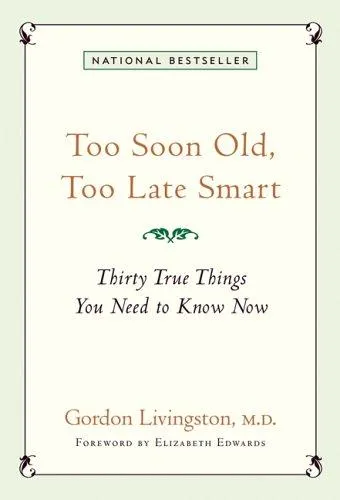 NATIONAL BESTSELLER
Too Soon Old,
Too Late Smart
Thirty True Things
You Need to Know Now
Gordon Livingston, M.D.
Foreword by Elizabeth Edwards